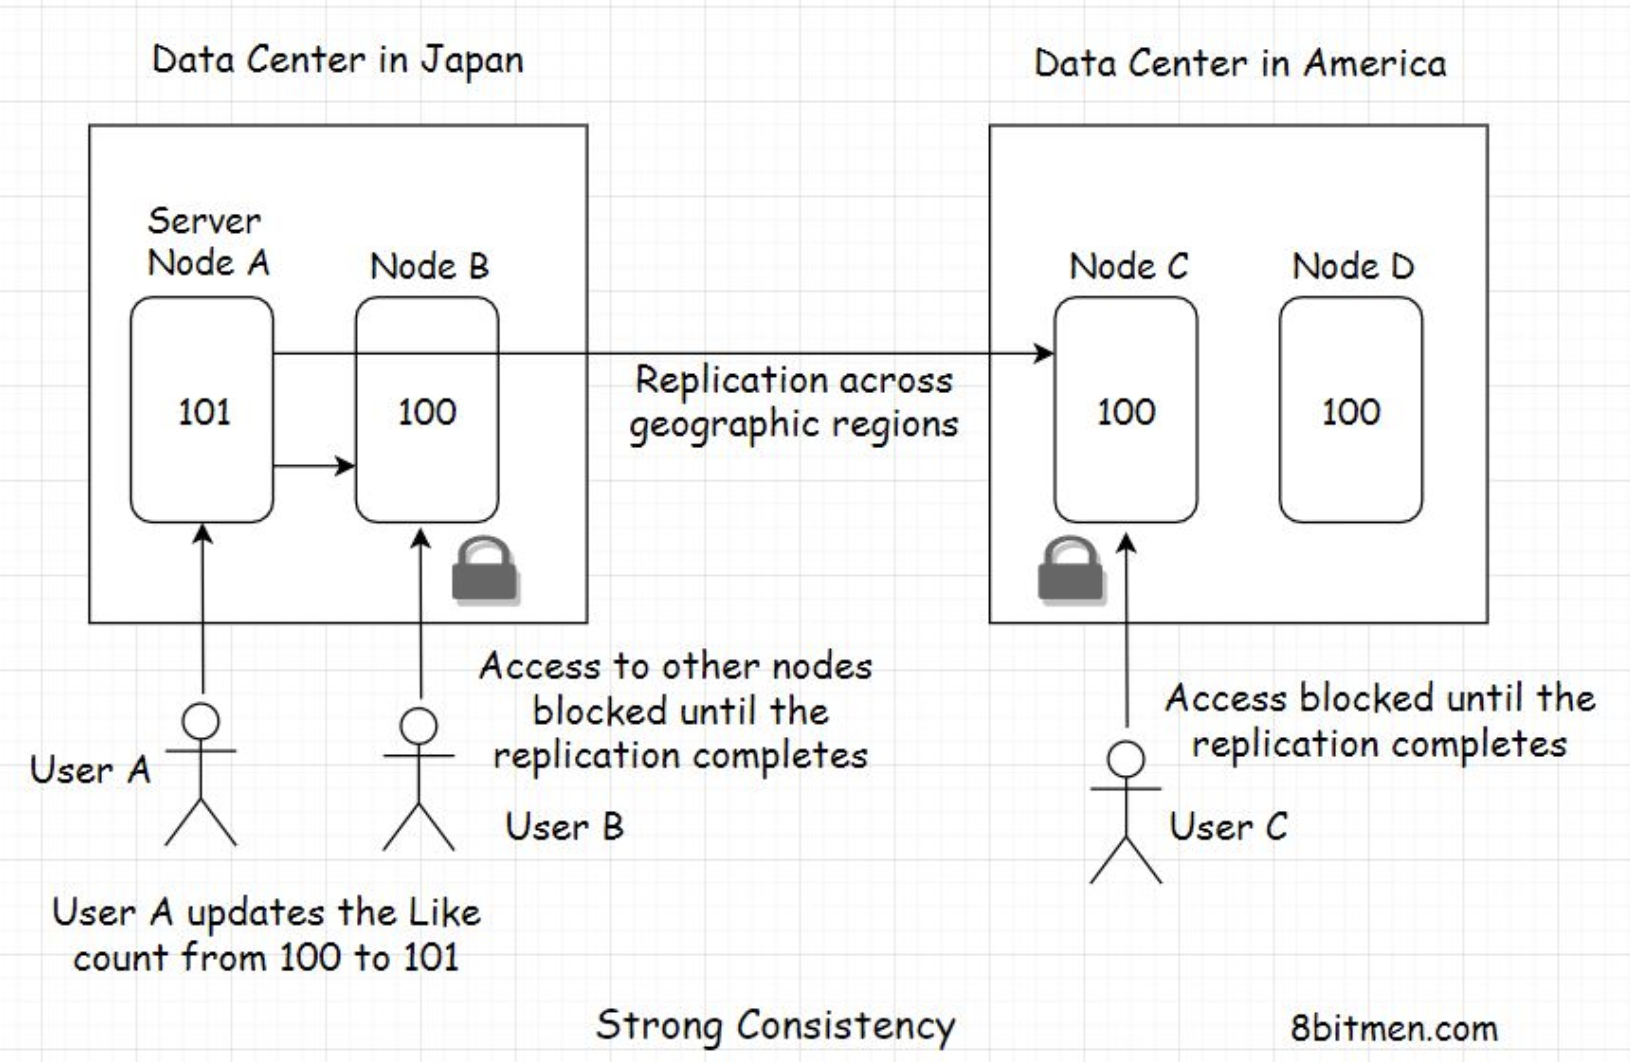 Data Center in Japan
Data Center in America
Server
Node A
Node B
Node C
Node D
101
100
100
100
Replication across
geographic regions
Access to other nodes
blocked until the
replication completes
Access blocked until the
replication completes
User A
User B
User C
User A updates the Like
count from 100 to 101
Strong Consistency
8bitmen.com